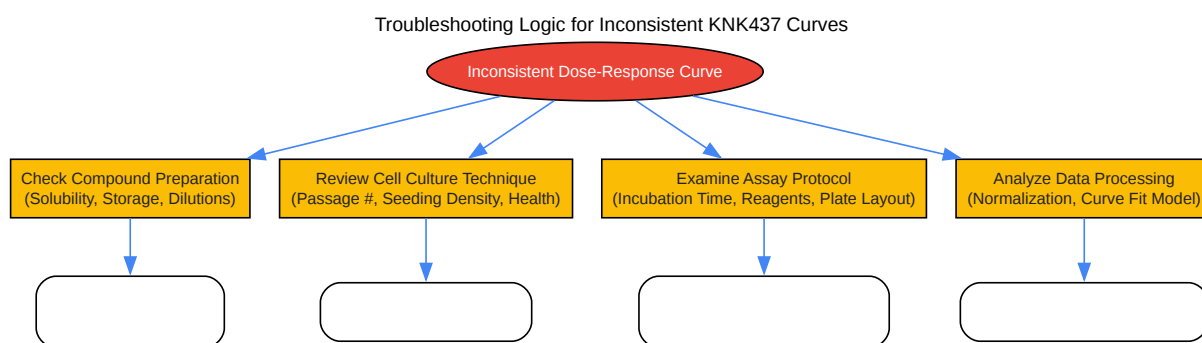 Troubleshooting Logic for Inconsistent KNK437 Curves
Inconsistent Dose-Response Curve
Check Compound Preparation
(Solubility, Storage, Dilutions)
Review Cell Culture Technique
(Passage #, Seeding Density, Health)
Examine Assay Protocol
(Incubation Time, Reagents, Plate Layout)
Analyze Data Processing
(Normalization, Curve Fit Model)